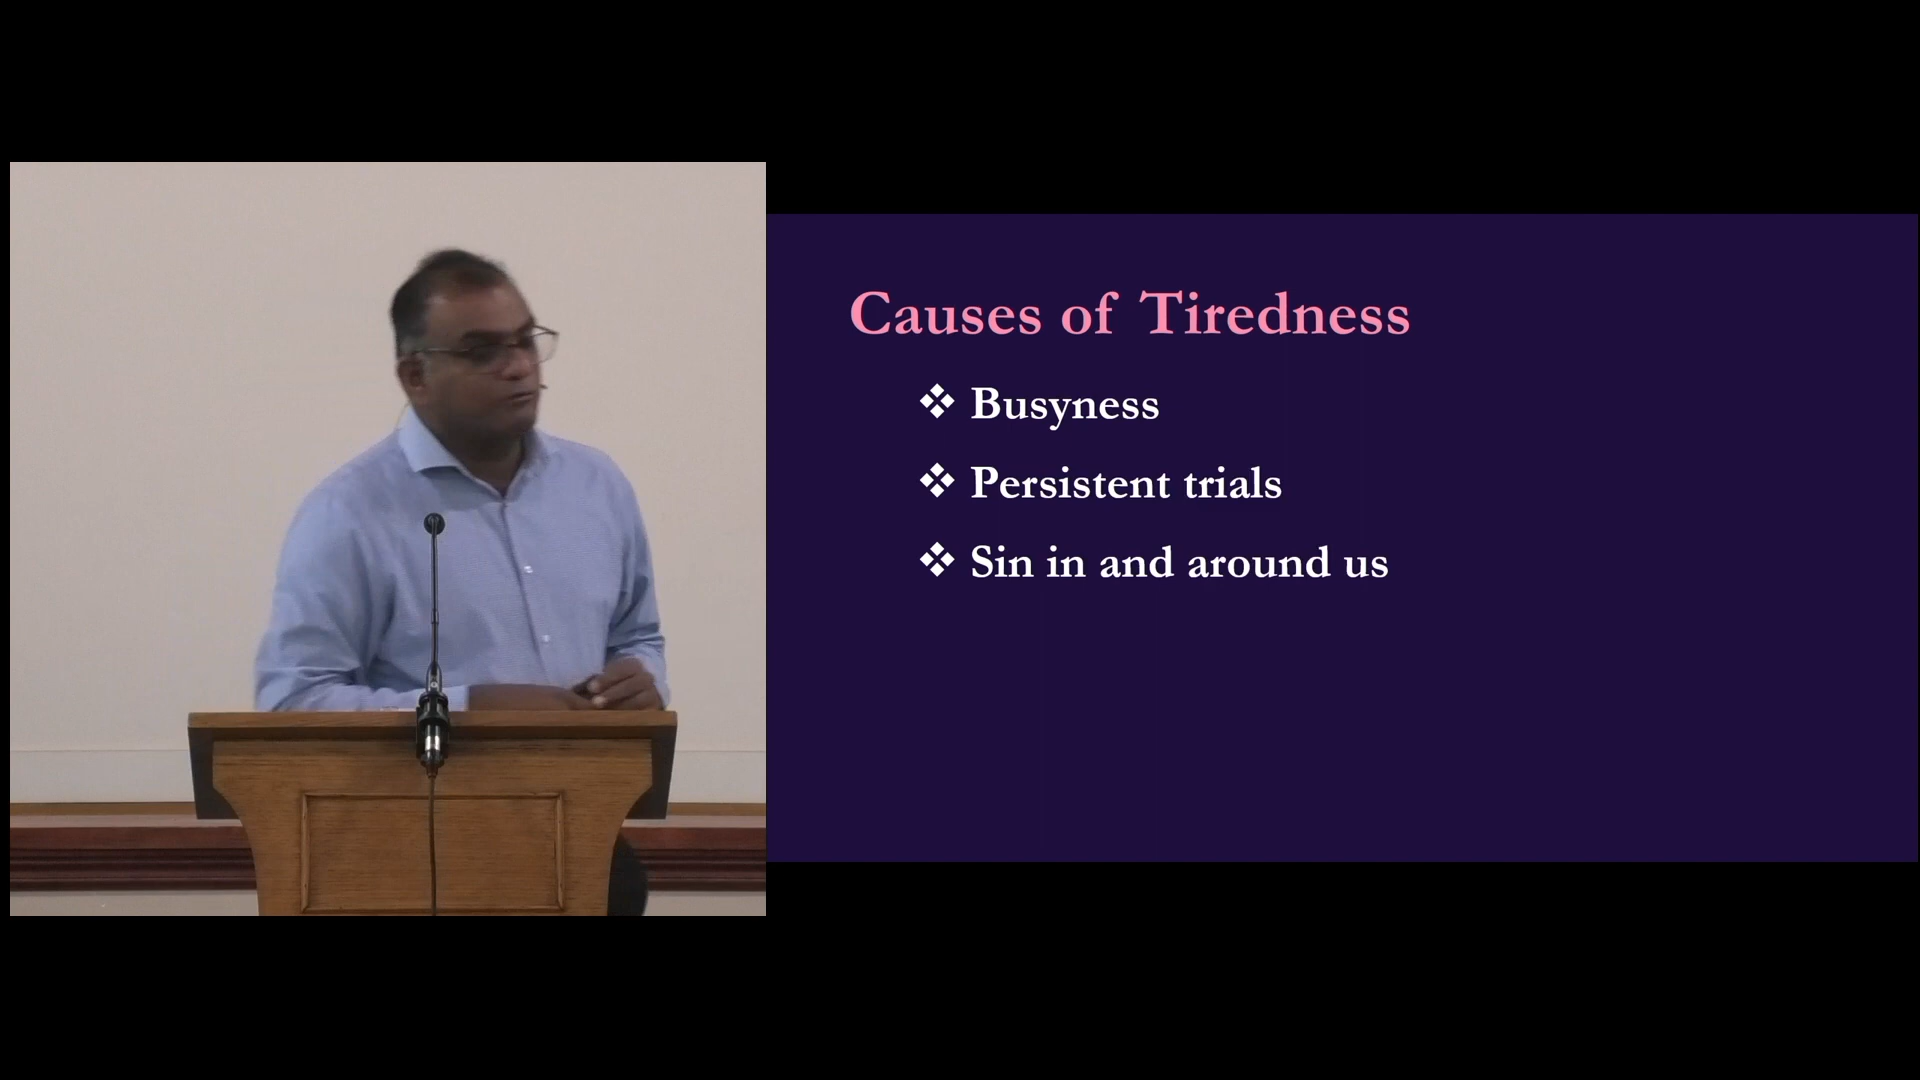 Causes of Tiredness
❖ Busyness
❖ Persistent trials
❖ Sin in and around us